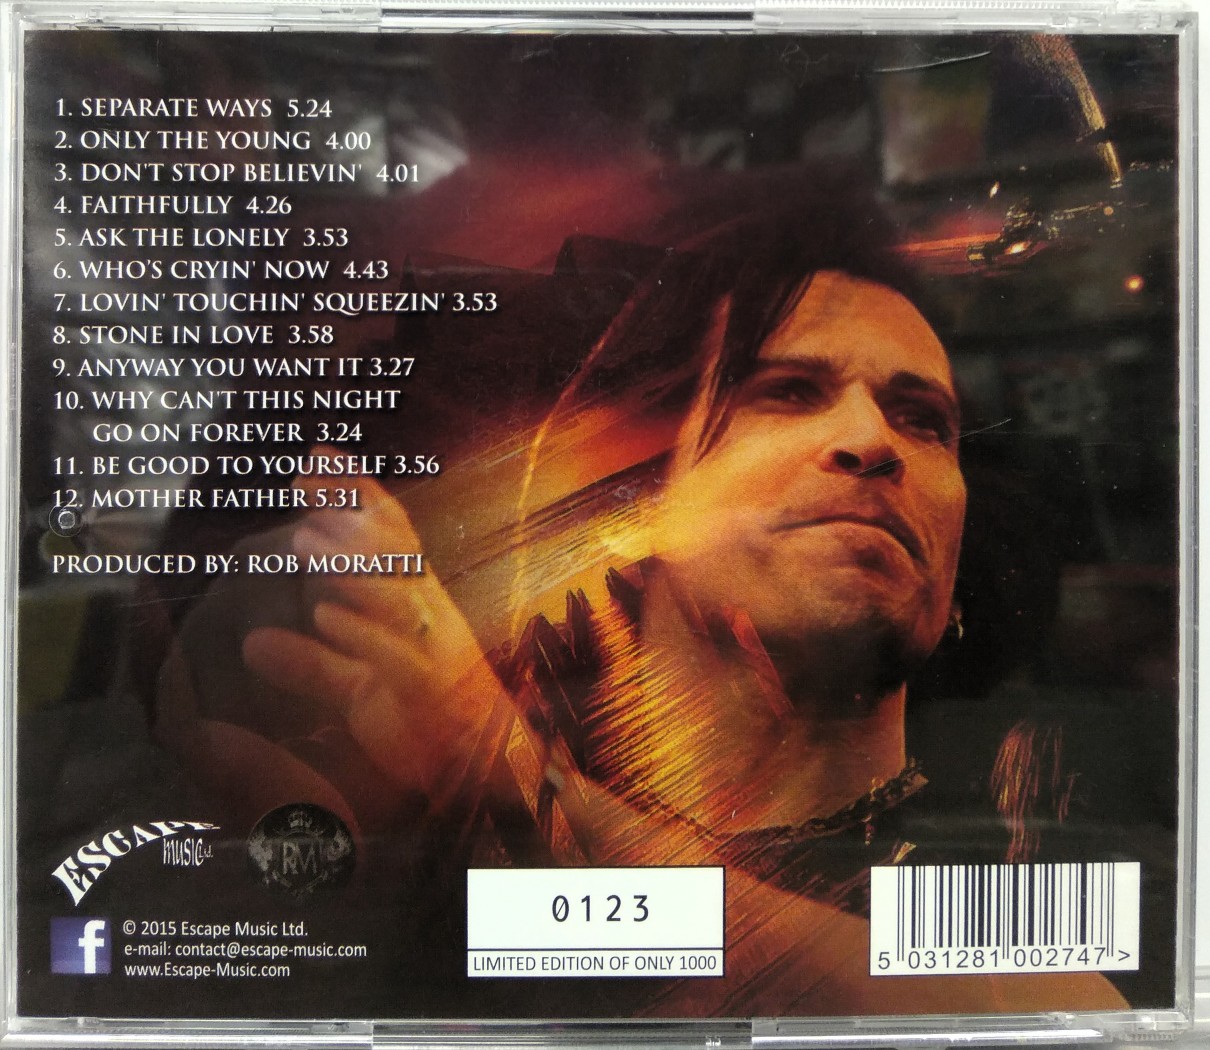 1. SEPARATE WAYS 5.24
2. ONLY THE YOUNG 4.00
3. DON'T STOP BELIEVIN' 4.01
4. FAITHFULLY 4.26
5. ASK THE LONELY 3.53
6. WHO'S CRYIN' NOW 4.43
7. LOVIN' TOUCHIN' SQUEEZIN' 3.53
8. STONE IN LOVE 3.58
9. ANYWAY YOU WANT IT 3.27
10. WHY CAN'T THIS NIGHT
GO ON FOREVER 3.24
11. BE GOOD TO YOURSELF 3.56
12. MOTHER FATHER 5.31
PRODUCED BY: ROB MORATTI
ESCAPE
music Ltd.
RM
f
© 2015 Escape Music Ltd.
e-mail: contact@escape-music.com
www.Escape-Music.com
0123
LIMITED EDITION OF ONLY 1000
5 031281 002747 >